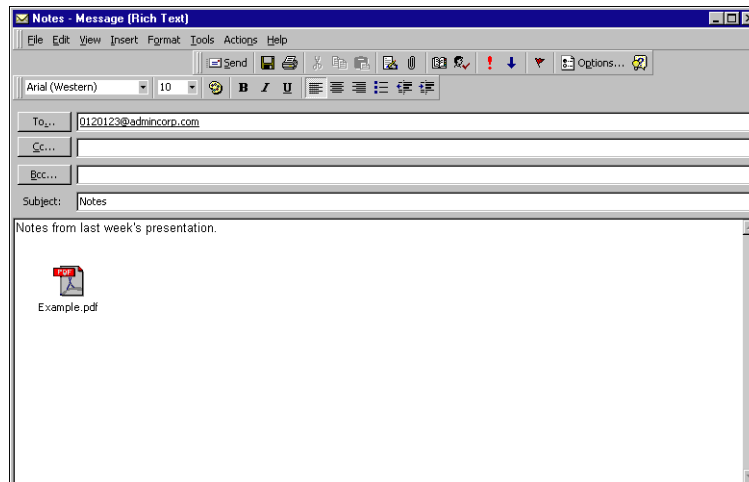 Notes - Message (Rich Text)
File Edit View Insert Format Tools Actions Help
Send Options...
Arial (Western) 10 B I U
To... 0120123@admincorp.com
Cc...
Bcc...
Subject: Notes
Notes from last week's presentation.
PDF
Example.pdf